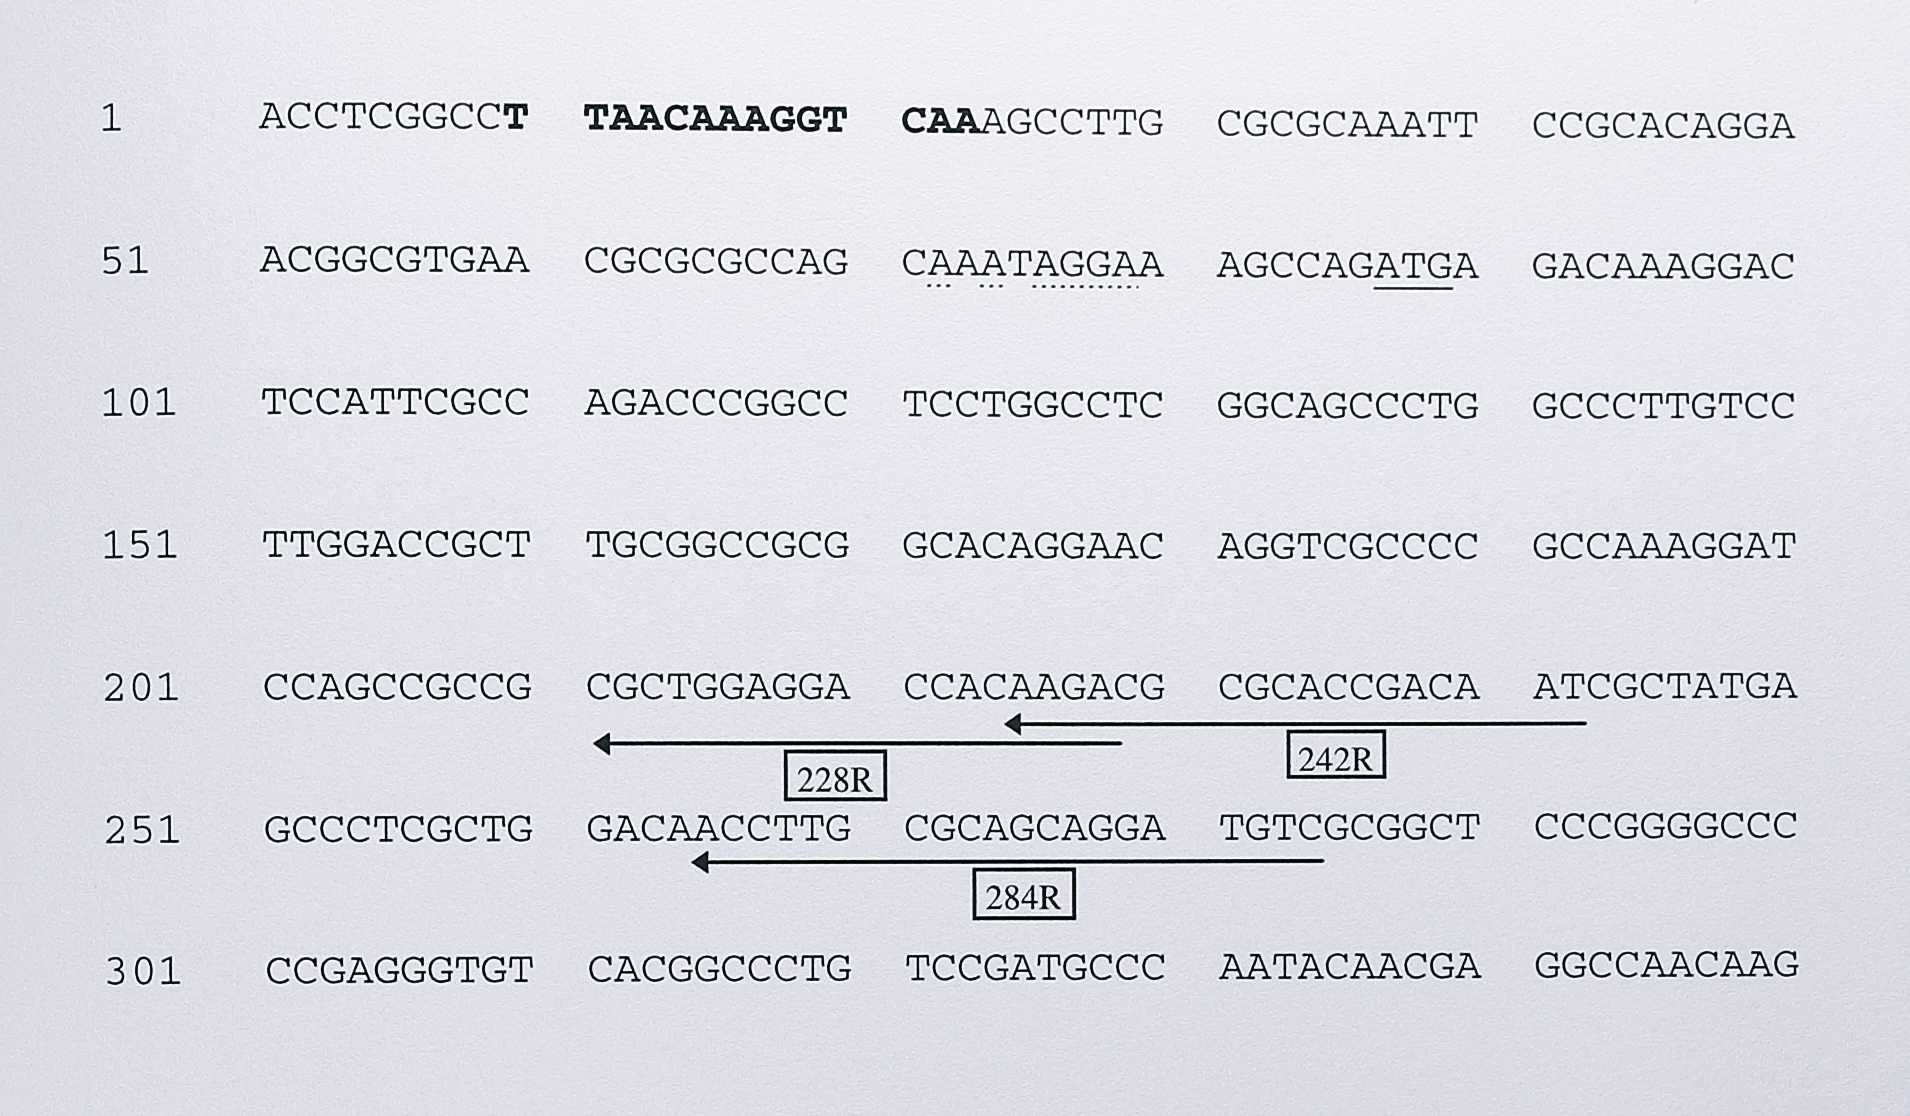 1 ACCTCGGCCT TAACAAAGGT CAAAGCCTTG CGCGCAAATT CCGCACAGGA
51 ACGGCGTGAA CGCGCGCCAG CAAATAGGAA AGCCAGATGA GACAAAGGAC
101 TCCATTCGCC AGACCCGGCC TCCTGGCCTC GGCAGCCCTG GCCCTTGTCC
151 TTGGACCGCT TGCGGCCGCG GCACAGGAAC AGGTCGCCCC GCCAAAGGAT
201 CCAGCCGCCG CGCTGGAGGA CCACAAGACG CGCACCGACA ATCGCTATGA
242R
228R
251 GCCCTCGCTG GACAACCTTG CGCAGCAGGA TGTCGCGGCT CCCGGGGCCC
284R
301 CCGAGGGTGT CACGGCCCTG TCCGATGCCC AATACAACGA GGCCAACAAG